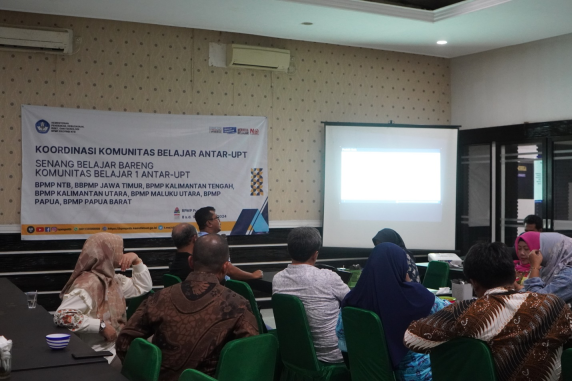 KOORDINASI KOMUNITAS BELAJAR ANTAR-UPT
SENANG BELAJAR BARENG
KOMUNITAS BELAJAR 1 ANTAR-UPT
BPMP NTB, BBPMP JAWA TIMUR, BPMP KALIMANTAN TENGAH,
BPMP KALIMANTAN UTARA, BPMP MALUKU UTARA, BPMP
PAPUA, BPMP PAPUA BARAT